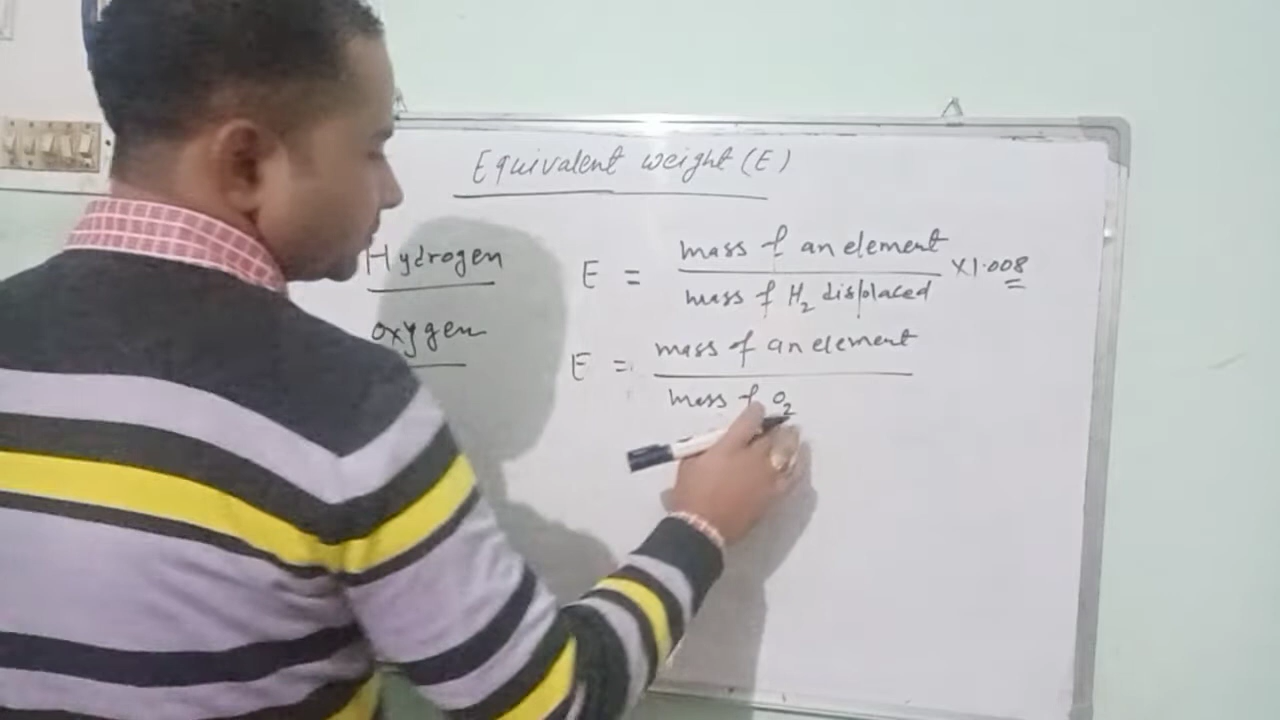 Equivalent weight (E)
Hydrogen E = mass of an element / mass of H2 displaced X1.008
oxygen E = mass of an element / mass of O2